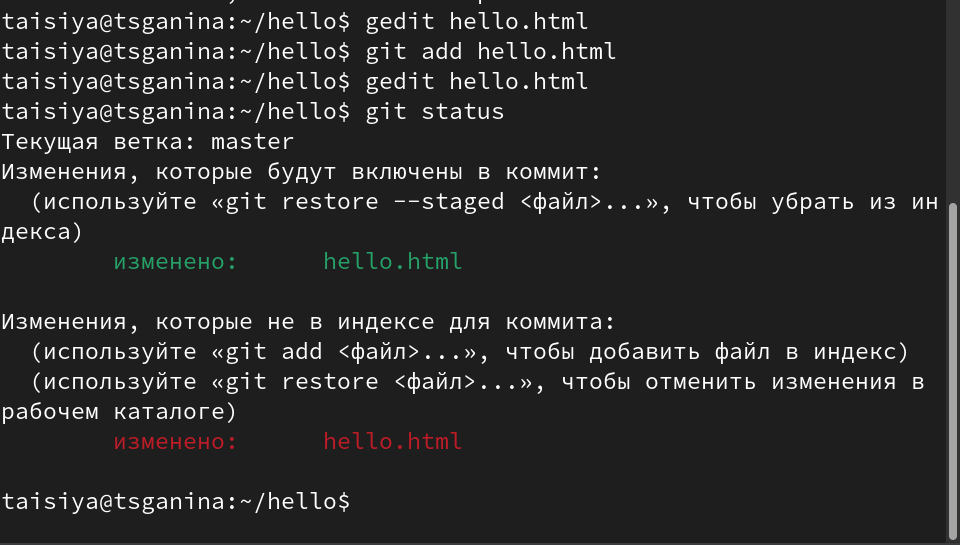 taisiya@tsganina:~/hello$ gedit hello.html
taisiya@tsganina:~/hello$ git add hello.html
taisiya@tsganina:~/hello$ gedit hello.html
taisiya@tsganina:~/hello$ git status
Текущая ветка: master
Изменения, которые будут включены в коммит:
  (используйте «git restore --staged <файл>...», чтобы убрать из ин
декса)
        изменено:      hello.html

Изменения, которые не в индексе для коммита:
  (используйте «git add <файл>...», чтобы добавить файл в индекс)
  (используйте «git restore <файл>...», чтобы отменить изменения в
рабочем каталоге)
        изменено:      hello.html

taisiya@tsganina:~/hello$